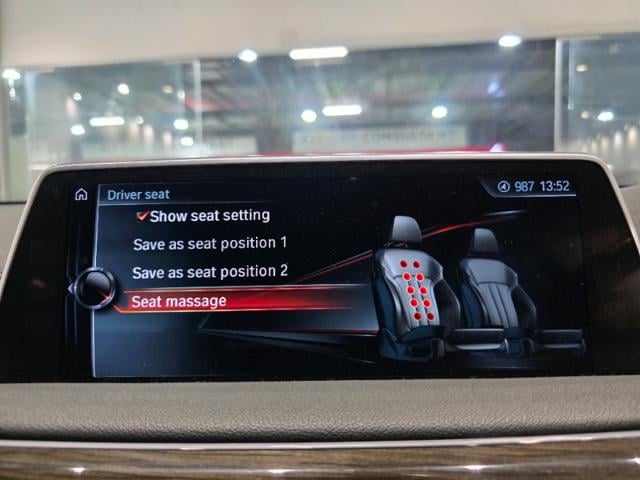 CONSULTANT
Driver seat
987 13:52
Show seat setting
Save as seat position 1
Save as seat position 2
Seat massage